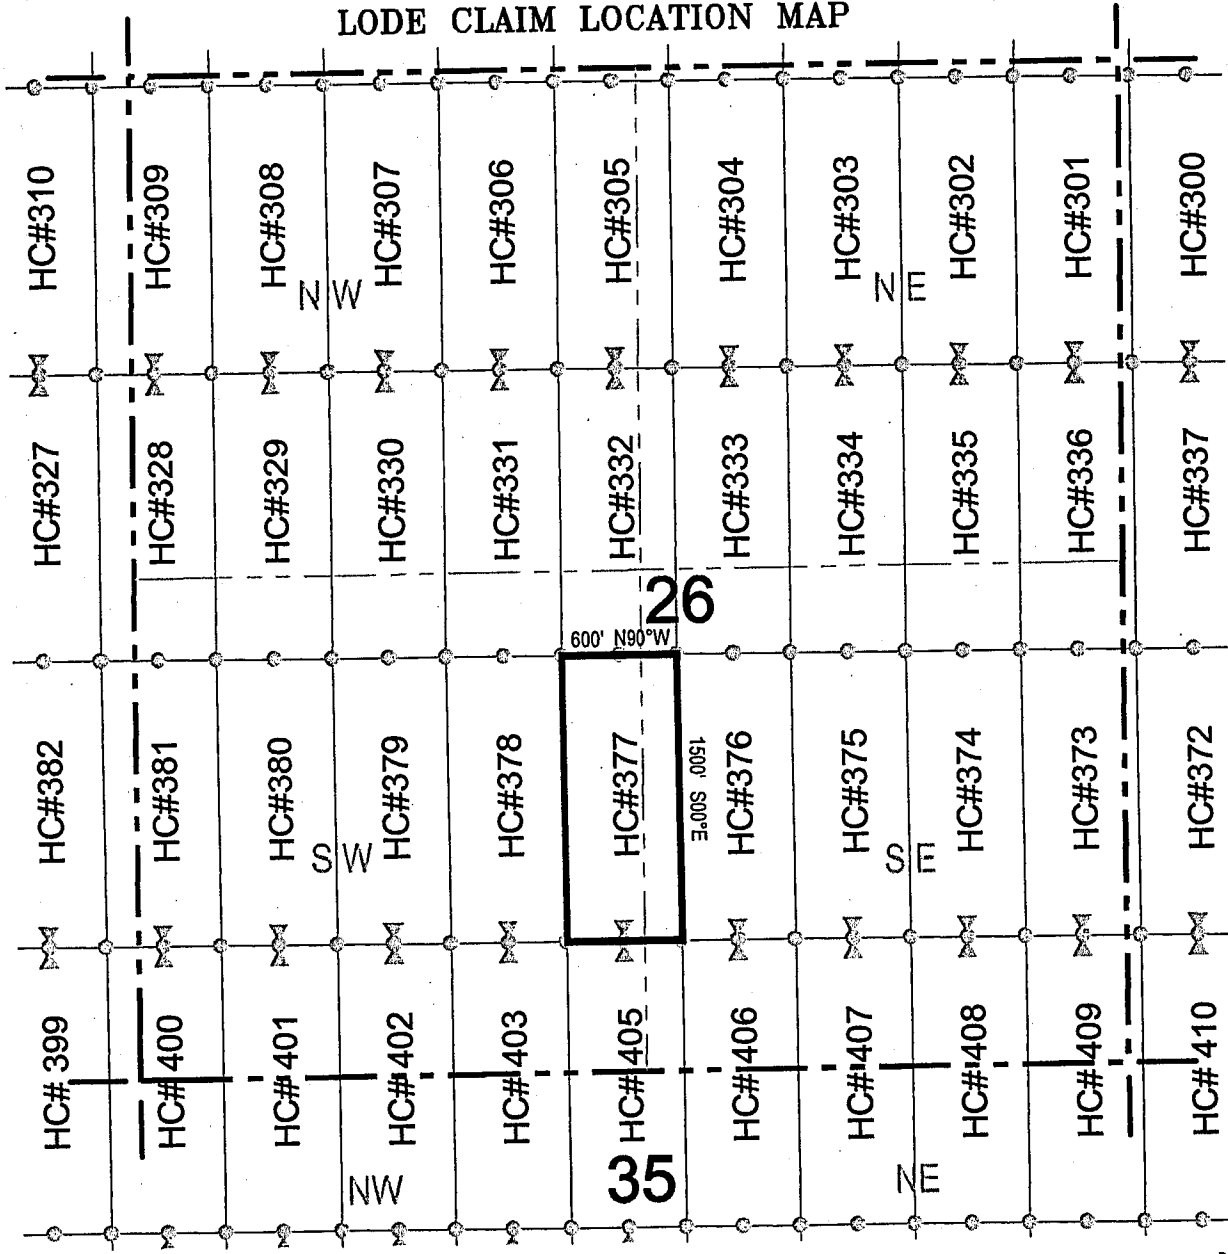 LODE CLAIM LOCATION MAP
HC#310
HC#309
HC#308
HC#307
HC#306
HC#305
HC#304
HC#303
HC#302
HC#301
HC#300
NW
NE
HC#327
HC#328
HC#329
HC#330
HC#331
HC#332
HC#333
HC#334
HC#335
HC#336
HC#337
26
600' N90°W
HC#382
HC#381
HC#380
HC#379
HC#378
HC#377
1500' S00°E
HC#376
HC#375
HC#374
HC#373
HC#372
SW
SE
HC#399
HC#400
HC#401
HC#402
HC#403
HC#405
HC#406
HC#407
HC#408
HC#409
HC#410
NW
35
NE